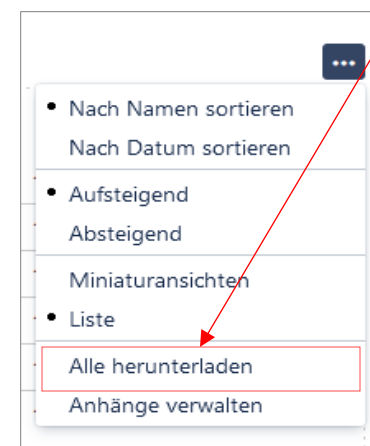 Nach Namen sortieren
Nach Datum sortieren
Aufsteigend
Absteigend
Miniaturansichten
Liste
Alle herunterladen
Anhänge verwalten